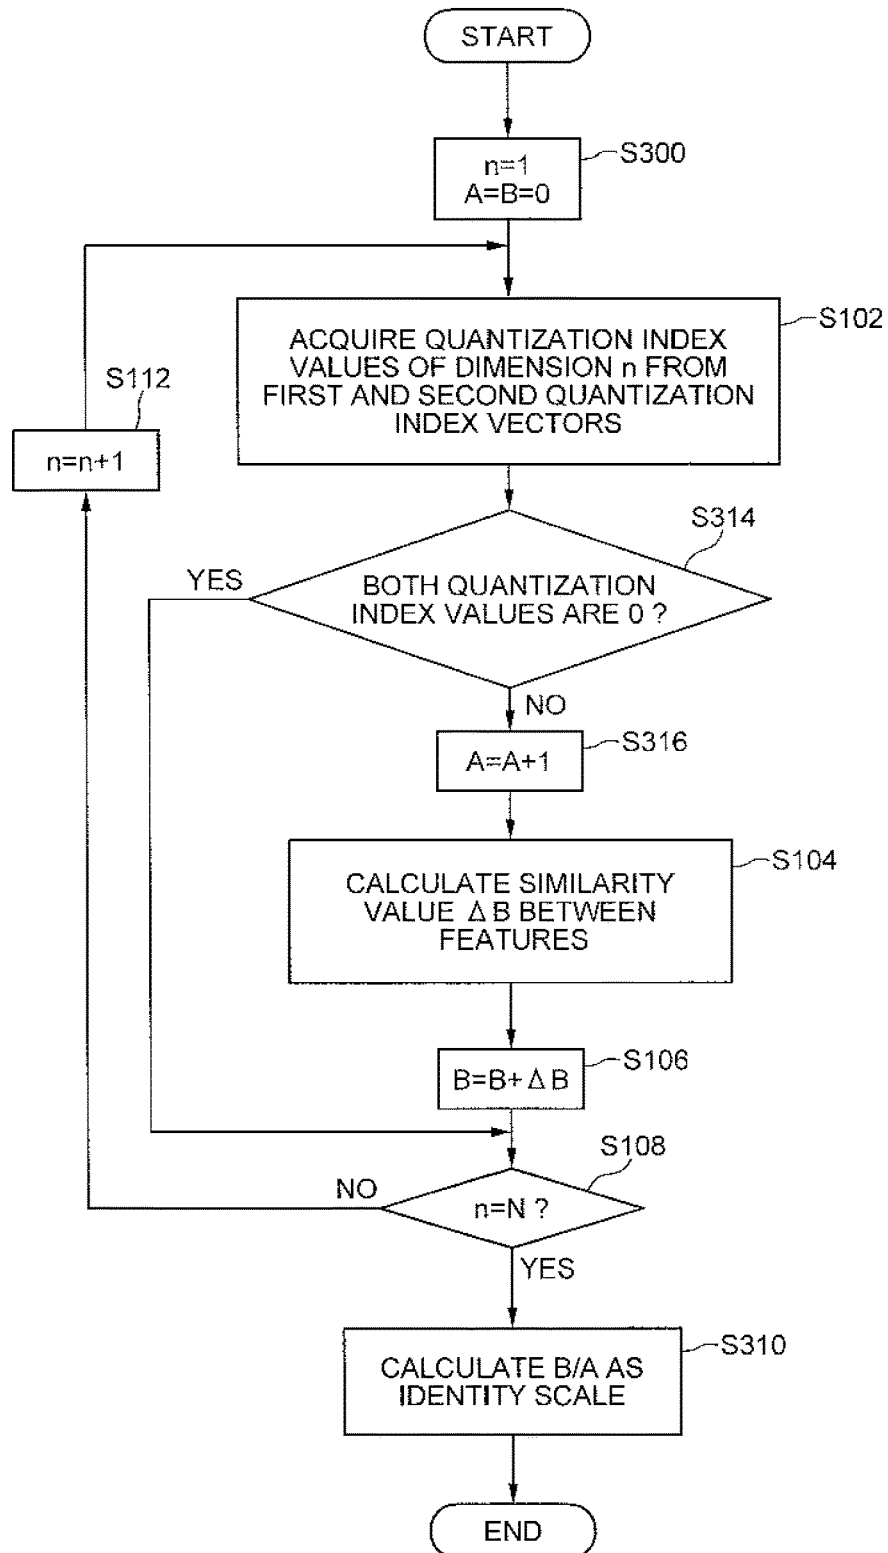 START
S300
n=1
A=B=0
S102
ACQUIRE QUANTIZATION INDEX
VALUES OF DIMENSION n FROM
FIRST AND SECOND QUANTIZATION
INDEX VECTORS
S112
n=n+1
S314
YES
BOTH QUANTIZATION
INDEX VALUES ARE 0 ?
NO
S316
A=A+1
S104
CALCULATE SIMILARITY
VALUE Δ B BETWEEN
FEATURES
S106
B=B+ Δ B
S108
NO
n=N ?
YES
S310
CALCULATE B/A AS
IDENTITY SCALE
END